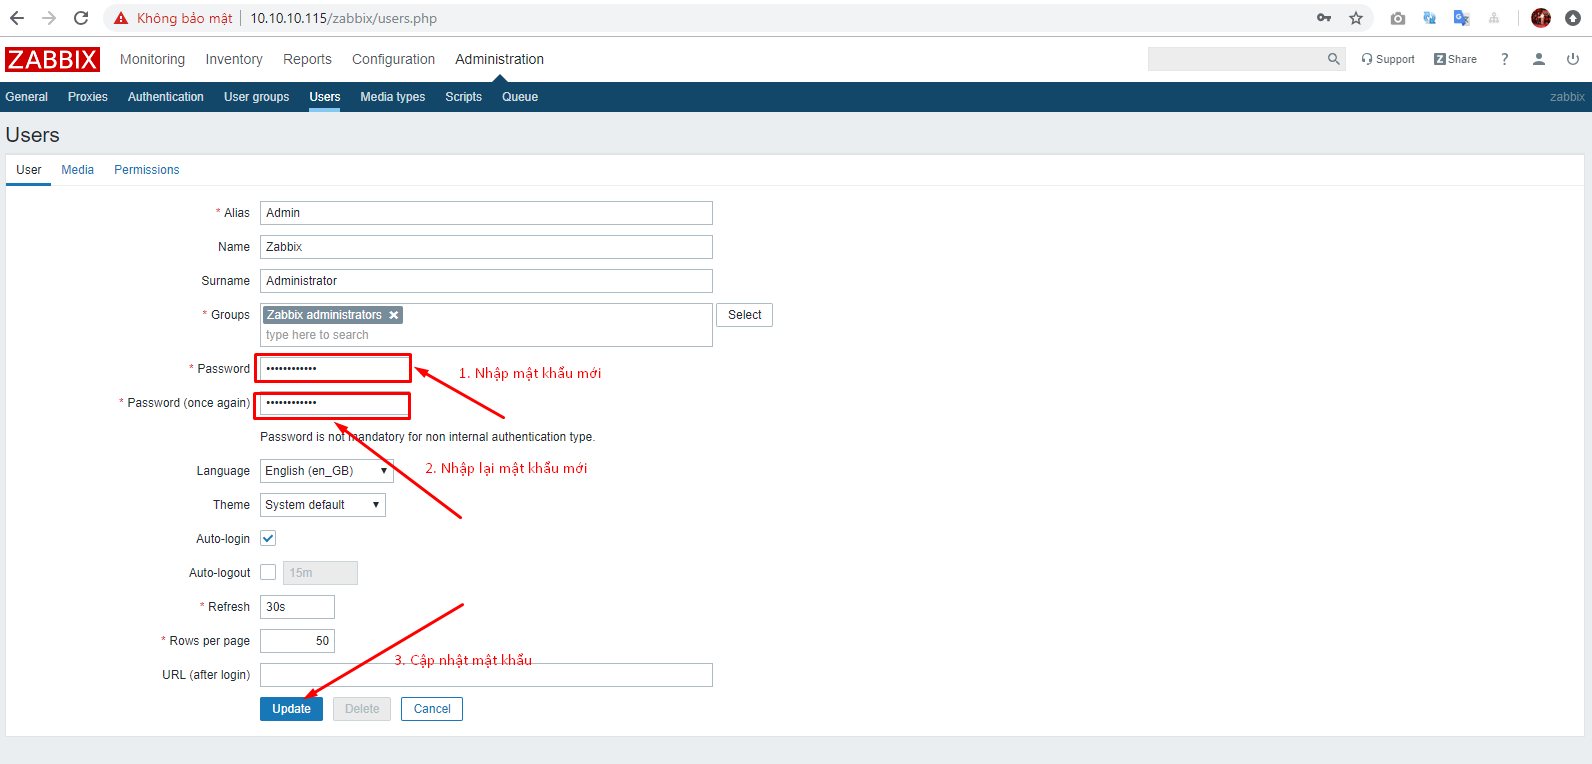 Không bảo mật 10.10.10.115/zabbix/users.php
ZABBIX Monitoring Inventory Reports Configuration Administration Support Z Share ?
General Proxies Authentication User groups Users Media types Scripts Queue zabbix
Users
User Media Permissions
* Alias Admin
Name Zabbix
Surname Administrator
* Groups Zabbix administrators Select
type here to search
* Password •••••••••••• 1. Nhập mật khẩu mới
* Password (once again) ••••••••••••
Password is not mandatory for non internal authentication type.
Language English (en_GB) 2. Nhập lại mật khẩu mới
Theme System default
Auto-login
Auto-logout 15m
* Refresh 30s
* Rows per page 50
3. Cập nhật mật khẩu
URL (after login)
Update Delete Cancel